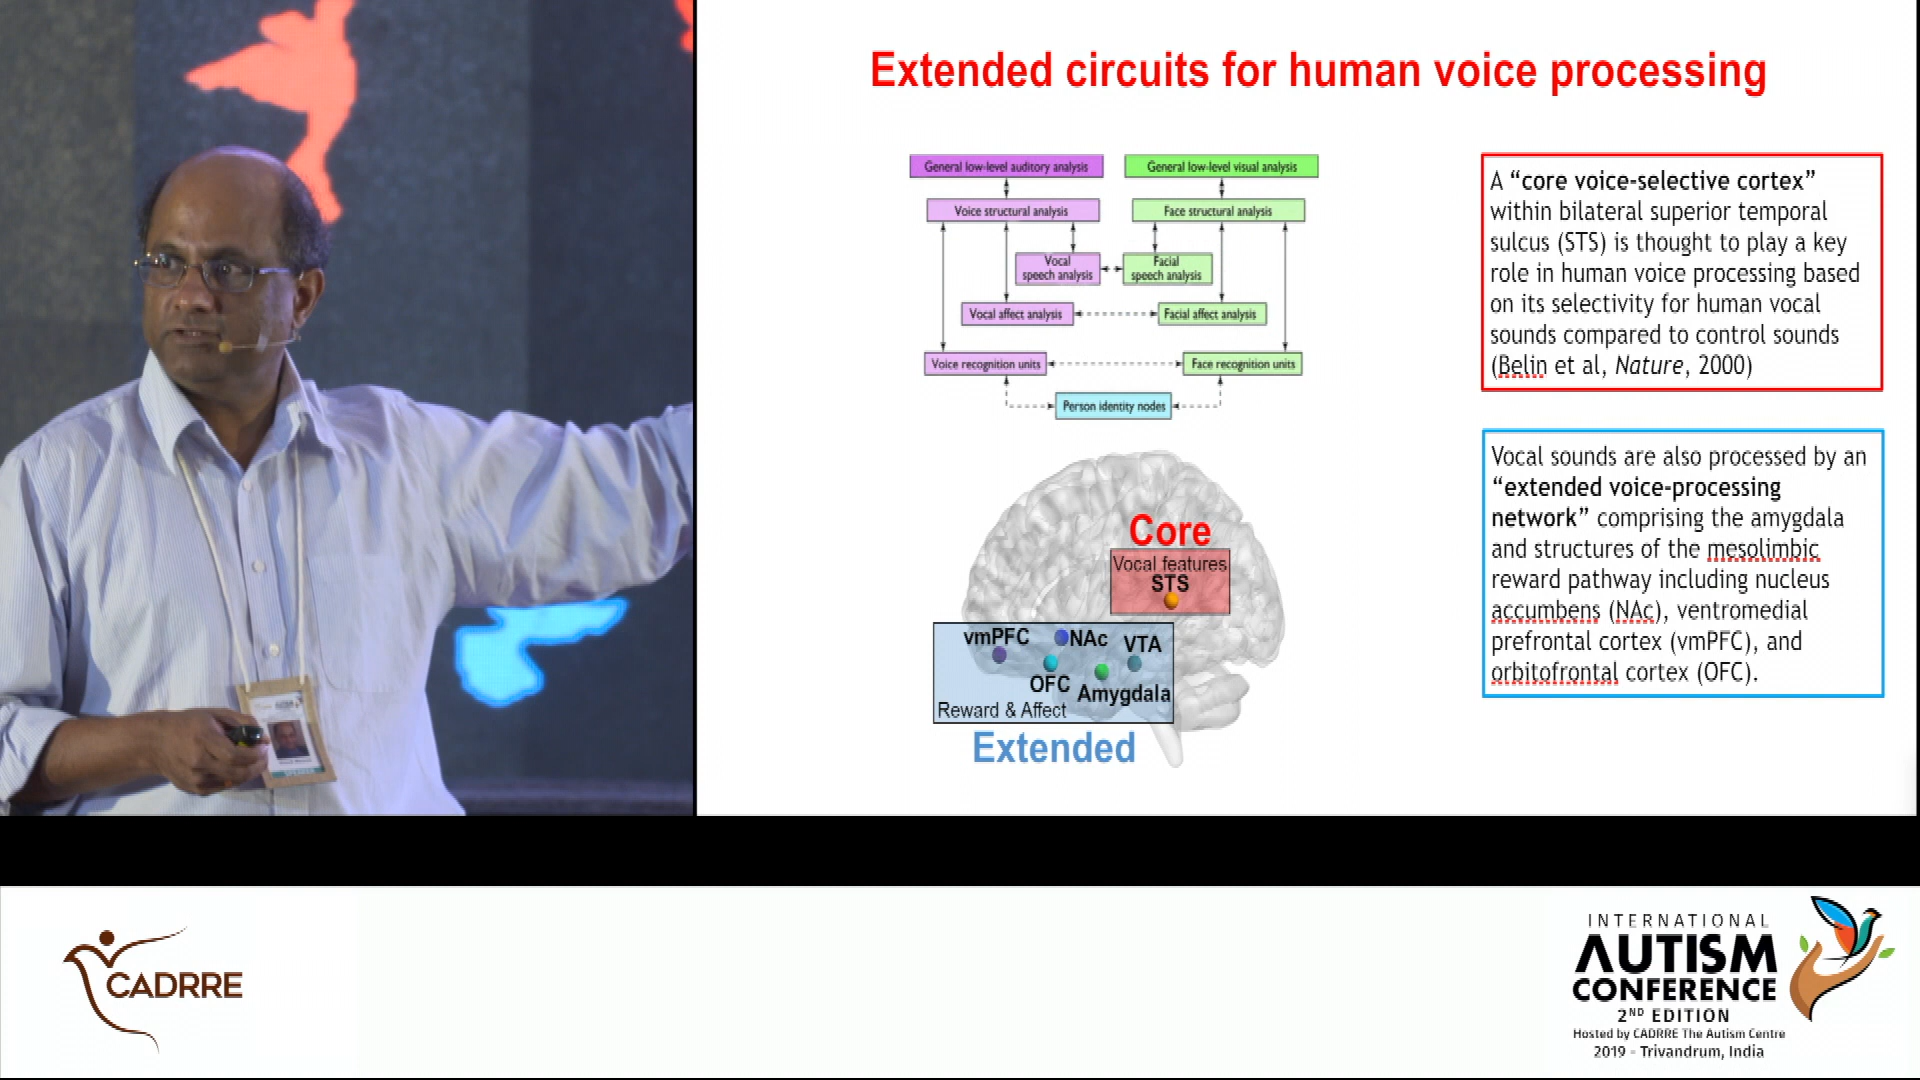 Extended circuits for human voice processing
General low-level auditory analysis
General low-level visual analysis
Voice structural analysis
Face structural analysis
Vocal
speech analysis
Facial
speech analysis
Vocal affect analysis
Facial affect analysis
Voice recognition units
Face recognition units
Person identity nodes
A “core voice-selective cortex”
within bilateral superior temporal
sulcus (STS) is thought to play a key
role in human voice processing based
on its selectivity for human vocal
sounds compared to control sounds
(Belin et al, Nature, 2000)
Core
Vocal features
STS
vmPFC
NAc
VTA
OFC
Amygdala
Reward & Affect
Extended
Vocal sounds are also processed by an
“extended voice-processing
network” comprising the amygdala
and structures of the mesolimbic
reward pathway including nucleus
accumbens (NAc), ventromedial
prefrontal cortex (vmPFC), and
orbitofrontal cortex (OFC).
CADRRE
INTERNATIONAL
AUTISM
CONFERENCE
2ND EDITION
Hosted by CADRRE The Autism Centre
2019 - Trivandrum, India